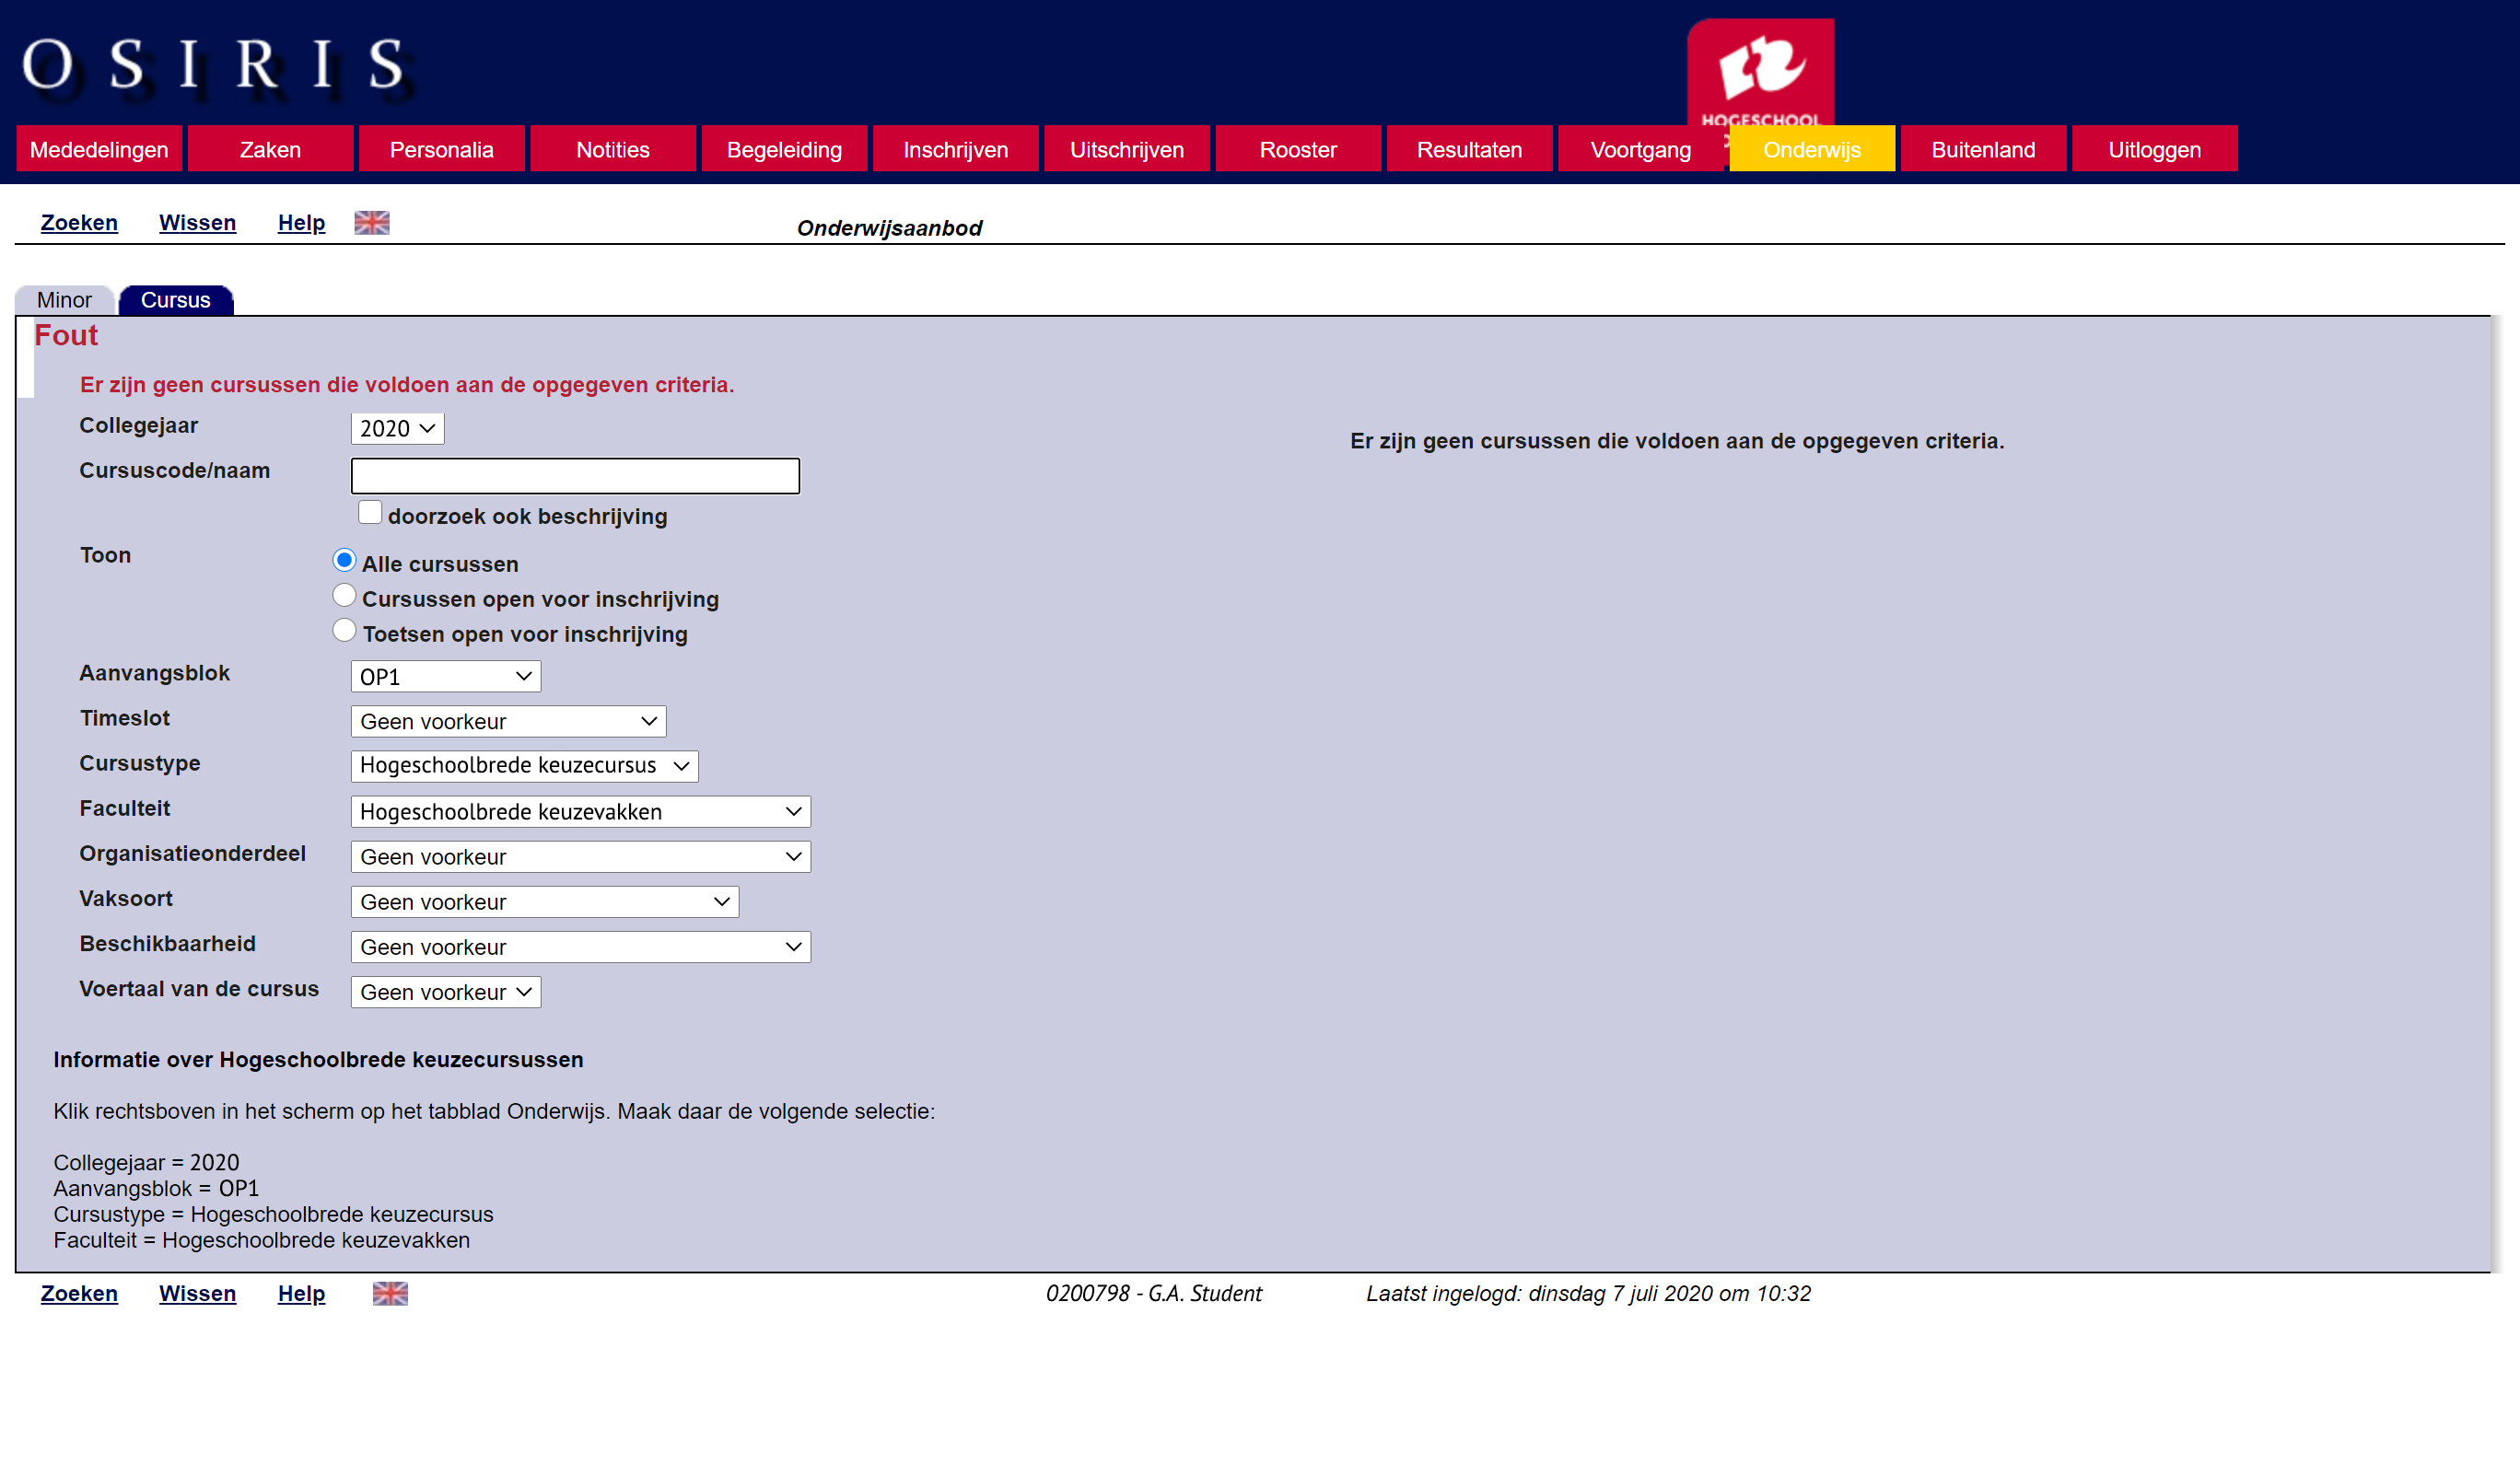 OSIRIS
HOGESCHOOL
Mededelingen Zaken Personalia Notities Begeleiding Inschrijven Uitschrijven Rooster Resultaten Voortgang Onderwijs Buitenland Uitloggen
Zoeken Wissen Help Onderwijsaanbod
Minor Cursus
Fout
Er zijn geen cursussen die voldoen aan de opgegeven criteria.
Collegejaar 2020
Er zijn geen cursussen die voldoen aan de opgegeven criteria.
Cursuscode/naam
doorzoek ook beschrijving
Toon Alle cursussen
Cursussen open voor inschrijving
Toetsen open voor inschrijving
Aanvangsblok OP1
Timeslot Geen voorkeur
Cursustype Hogeschoolbrede keuzecursus
Faculteit Hogeschoolbrede keuzevakken
Organisatieonderdeel Geen voorkeur
Vaksoort Geen voorkeur
Beschikbaarheid Geen voorkeur
Voertaal van de cursus Geen voorkeur
Informatie over Hogeschoolbrede keuzecursussen
Klik rechtsboven in het scherm op het tabblad Onderwijs. Maak daar de volgende selectie:
Collegejaar = 2020
Aanvangsblok = OP1
Cursustype = Hogeschoolbrede keuzecursus
Faculteit = Hogeschoolbrede keuzevakken
Zoeken Wissen Help 0200798 - G.A. Student Laatst ingelogd: dinsdag 7 juli 2020 om 10:32